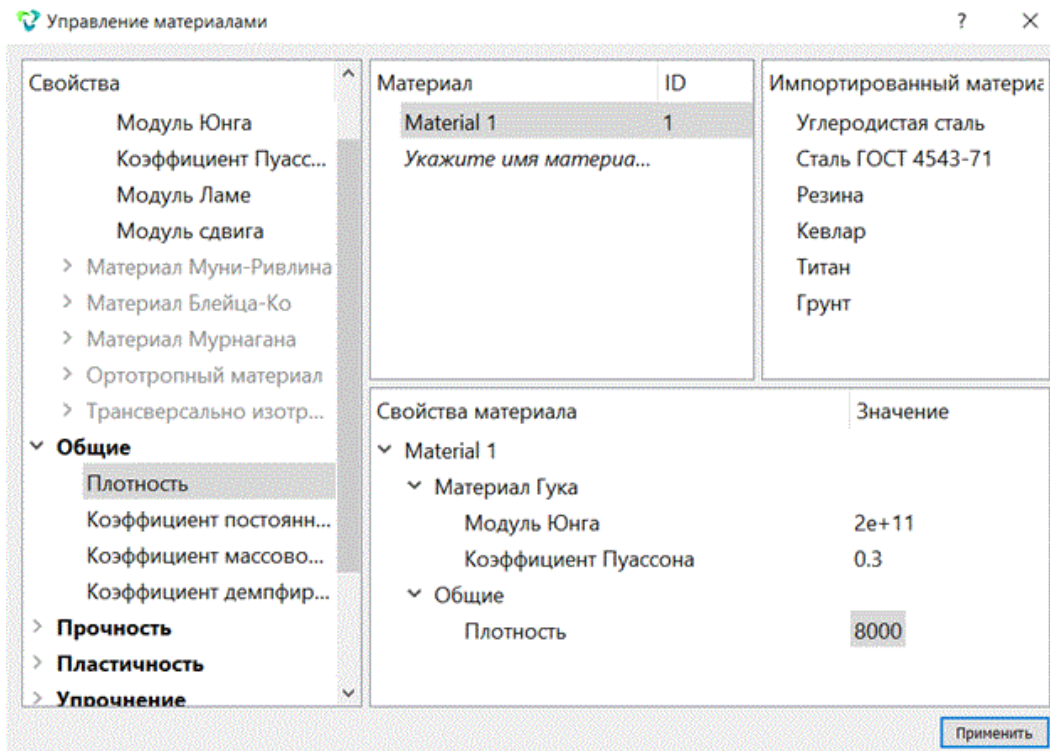 Управление материалами
?
Свойства
Модуль Юнга
Коэффициент Пуасс...
Модуль Ламе
Модуль сдвига
Материал Муни-Ривлина
Материал Блейца-Ко
Материал Мурнагана
Ортотропный материал
Трансверсально изотр...
Общие
Плотность
Коэффициент постоянн...
Коэффициент массово...
Коэффициент демпфир...
Прочность
Пластичность
Упрочнение
Материал ID
Material 1 1
Укажите имя материа...
Импортированный материа
Углеродистая сталь
Сталь ГОСТ 4543-71
Резина
Кевлар
Титан
Грунт
Свойства материала Значение
Material 1
Материал Гука
Модуль Юнга 2e+11
Коэффициент Пуассона 0.3
Общие
Плотность 8000
Применить